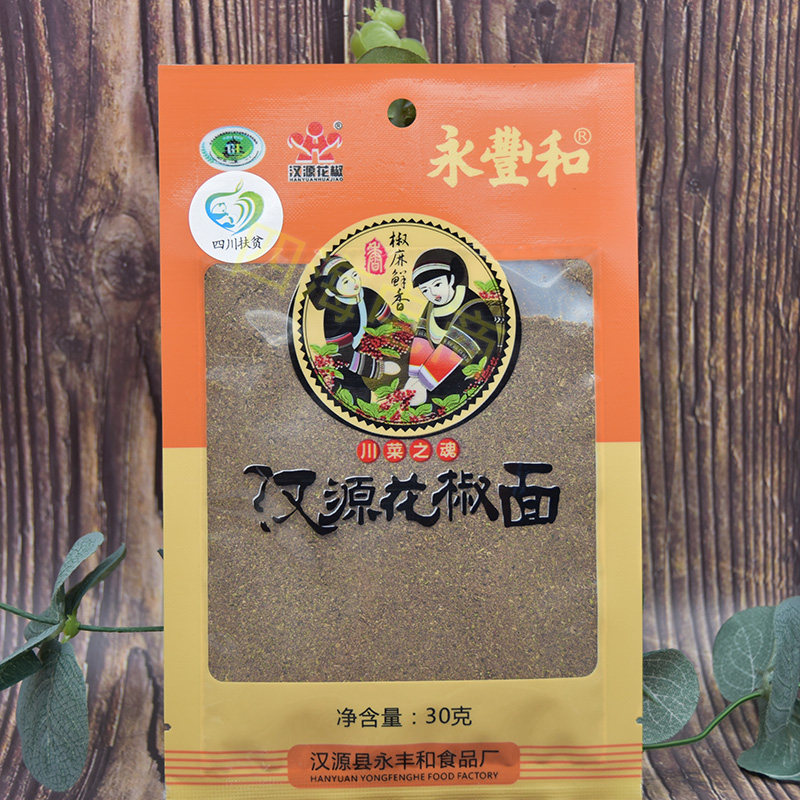 永豐和®
汉源花椒®
HANYUANHUAJIAO
四川扶贫
椒麻鲜香
香
川菜之魂
汉源花椒面
净含量：30克
汉源县永丰和食品厂
HANYUAN YONGFENGHE FOOD FACTORY